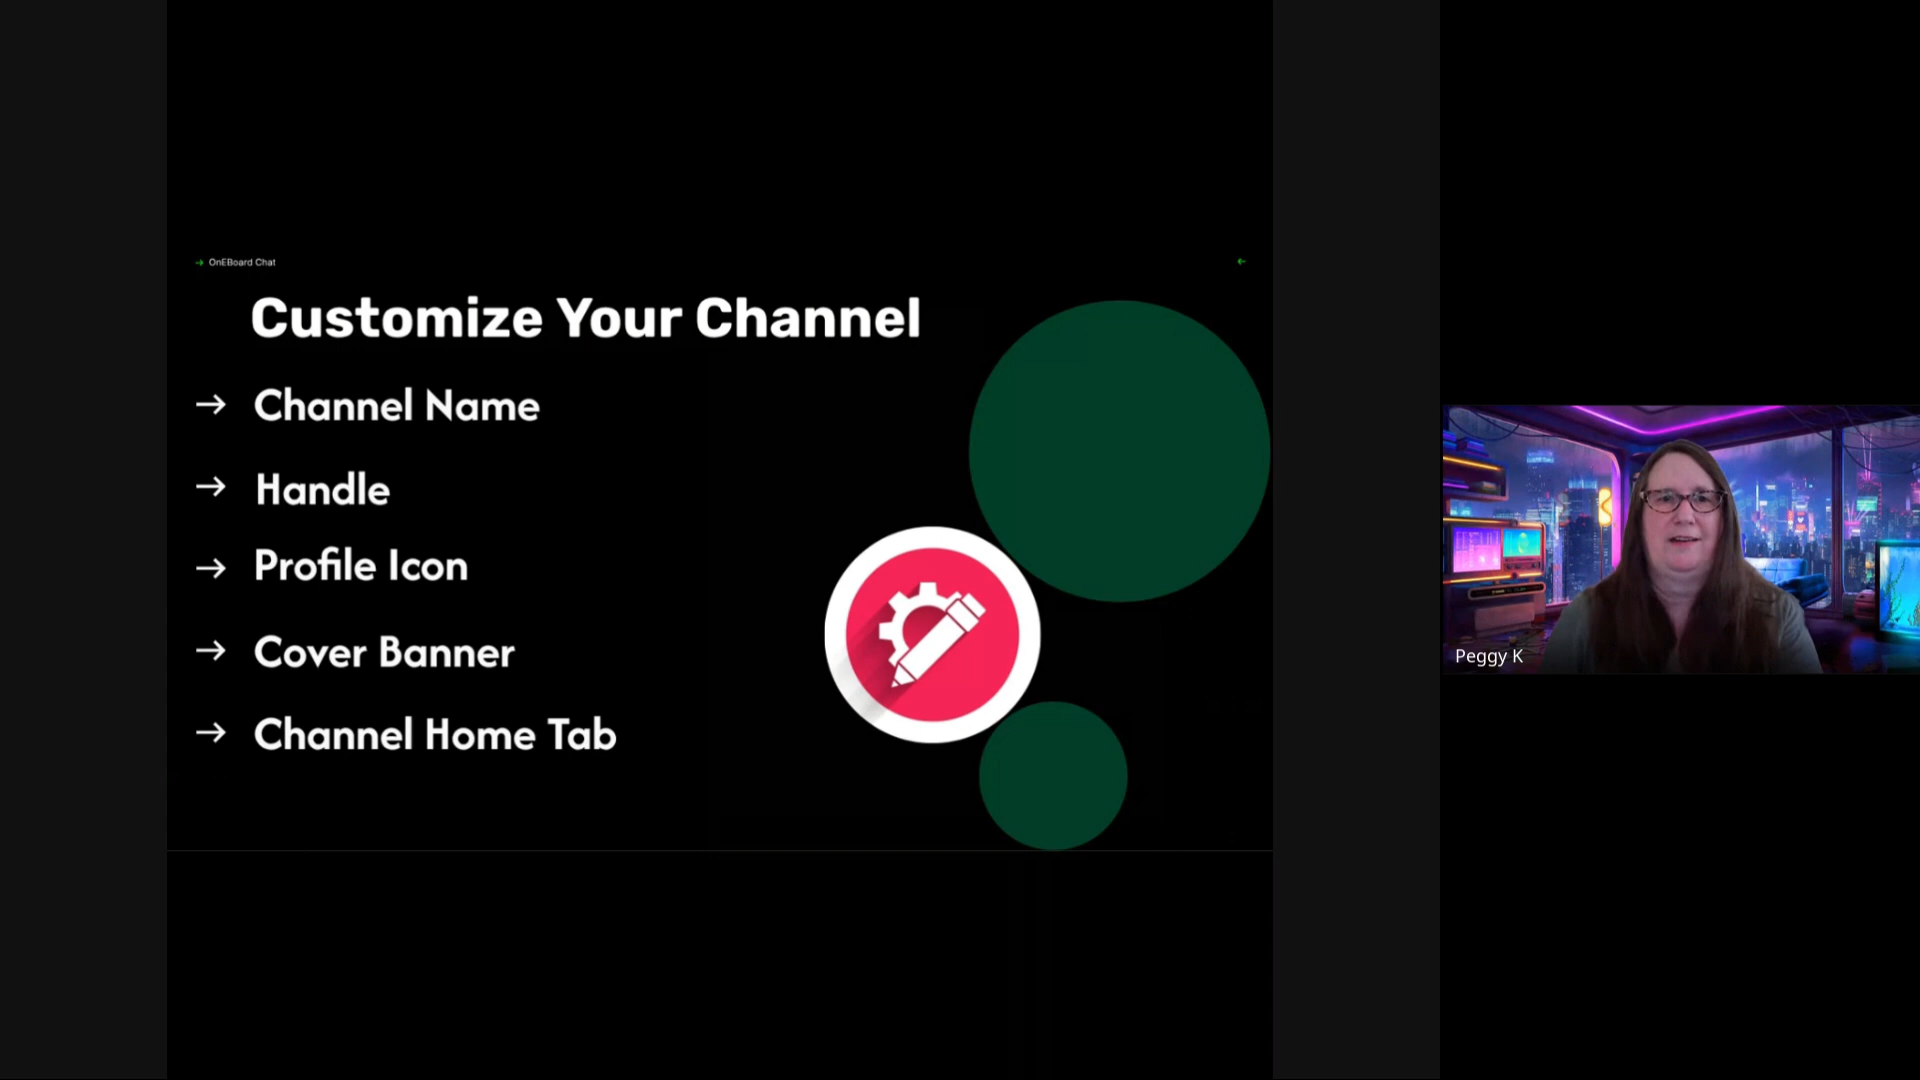 OnEBoard Chat
Customize Your Channel
Channel Name
Handle
Profile Icon
Cover Banner
Channel Home Tab
Peggy K